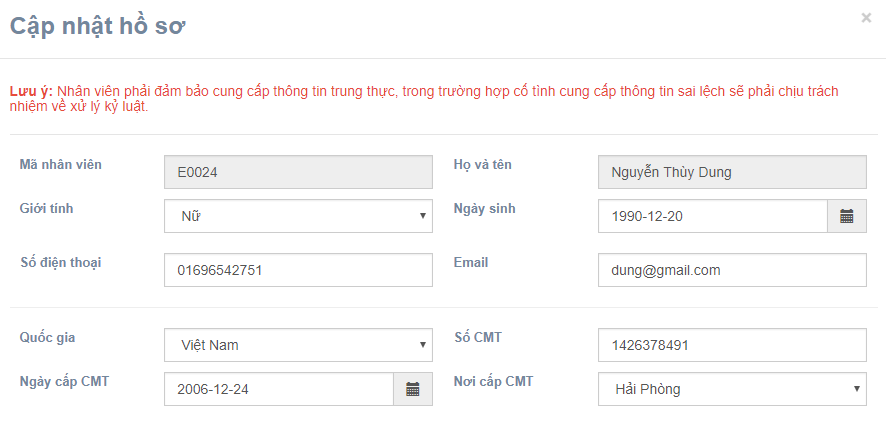 Cập nhật hồ sơ
×
Lưu ý: Nhân viên phải đảm bảo cung cấp thông tin trung thực, trong trường hợp cố tình cung cấp thông tin sai lệch sẽ phải chịu trách
nhiệm về xử lý kỷ luật.
Mã nhân viên E0024 Họ và tên Nguyễn Thùy Dung
Giới tính Nữ Ngày sinh 1990-12-20
Số điện thoại 01696542751 Email dung@gmail.com
Quốc gia Việt Nam Số CMT 1426378491
Ngày cấp CMT 2006-12-24 Nơi cấp CMT Hải Phòng